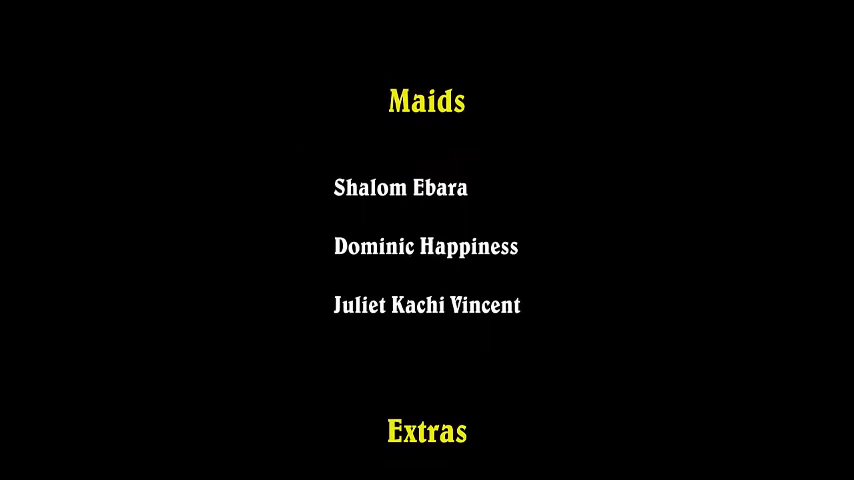 Maids
Shalom Ebara
Dominic Happiness
Juliet Kachi Vincent
Extras